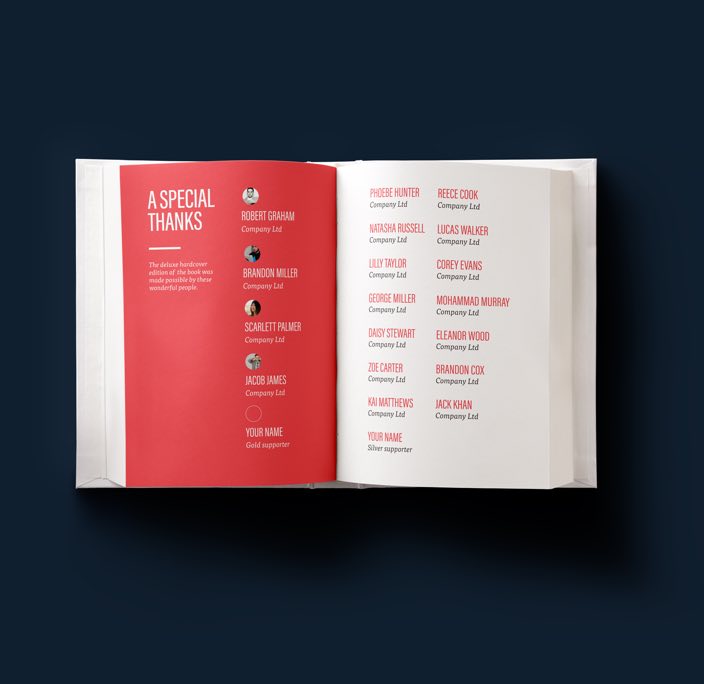 A SPECIAL
THANKS
The deluxe hardcover
edition of the book was
made possible by these
wonderful people.
ROBERT GRAHAM
Company Ltd
BRANDON MILLER
Company Ltd
SCARLETT PALMER
Company Ltd
JACOB JAMES
Company Ltd
YOUR NAME
Gold supporter
PHOEBE HUNTER
Company Ltd
NATASHA RUSSELL
Company Ltd
LILLY TAYLOR
Company Ltd
GEORGE MILLER
Company Ltd
DAISY STEWART
Company Ltd
ZOE CARTER
Company Ltd
KAI MATTHEWS
Company Ltd
YOUR NAME
Silver supporter
REECE COOK
Company Ltd
LUCAS WALKER
Company Ltd
COREY EVANS
Company Ltd
MOHAMMAD MURRAY
Company Ltd
ELEANOR WOOD
Company Ltd
BRANDON COX
Company Ltd
JACK KHAN
Company Ltd